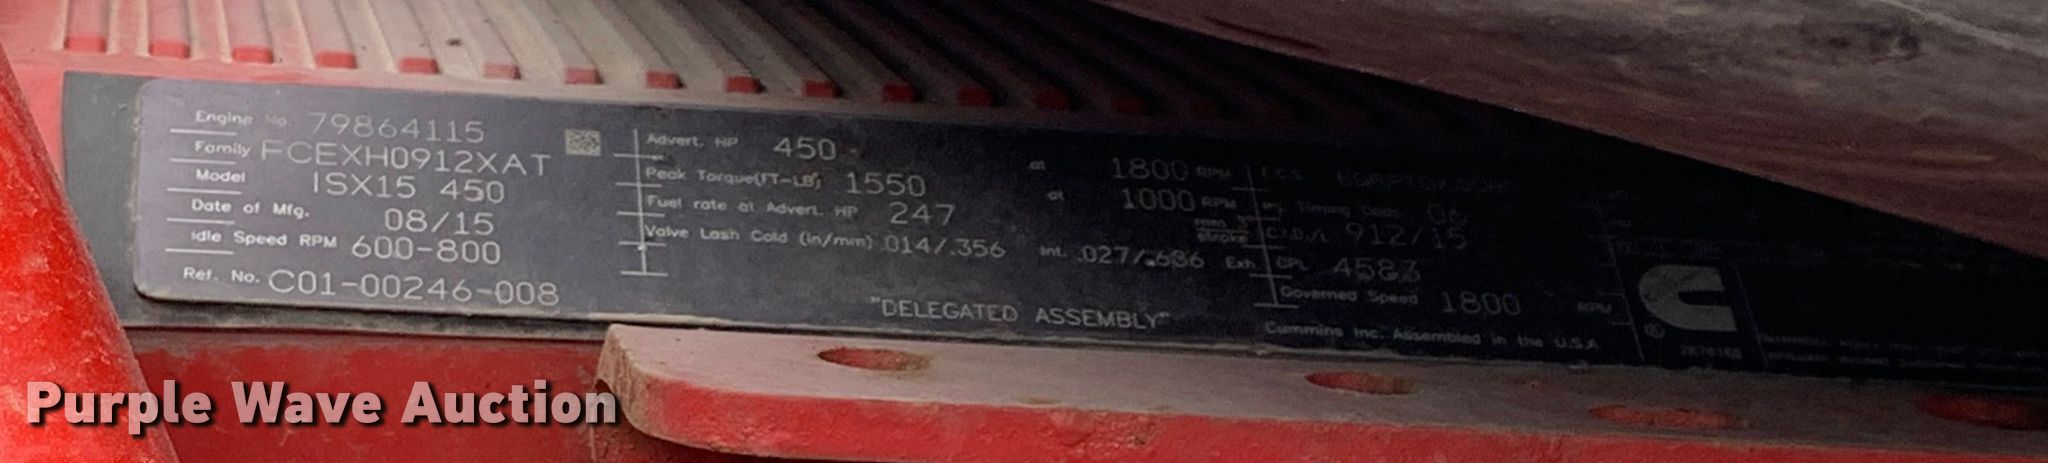 Engine No. 79864115
Family FCEXH0912XAT
Model ISX15 450
Date of Mfg. 08/15
Idle Speed RPM 600-800
Ref. No. C01-00246-008
Advert. HP 450 at 1800 RPM
Peak Torque(FT-LB) 1550 at 1000 RPM
Fuel rate at Advert. HP 247 mm³ stroke
Valve Lash Cold (in/mm) .014/.356 Int. .027/.686 Exh.
"DELEGATED ASSEMBLY"
F.C.S.
Timing Code 06
C.I.D./L 912/15
CPL 4583
Governed Speed 1800 RPM
Cummins Inc. Assembled in the U.S.A
Purple Wave Auction